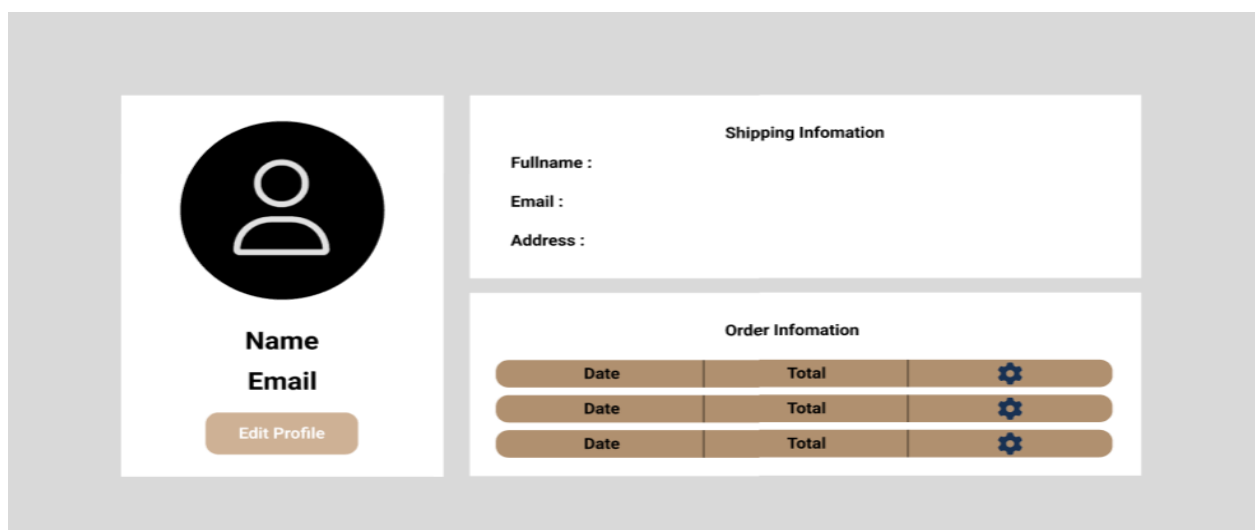 Name
Email
Edit Profile
Shipping Infomation
Fullname :
Email :
Address :
Order Infomation
Date Total
Date Total
Date Total